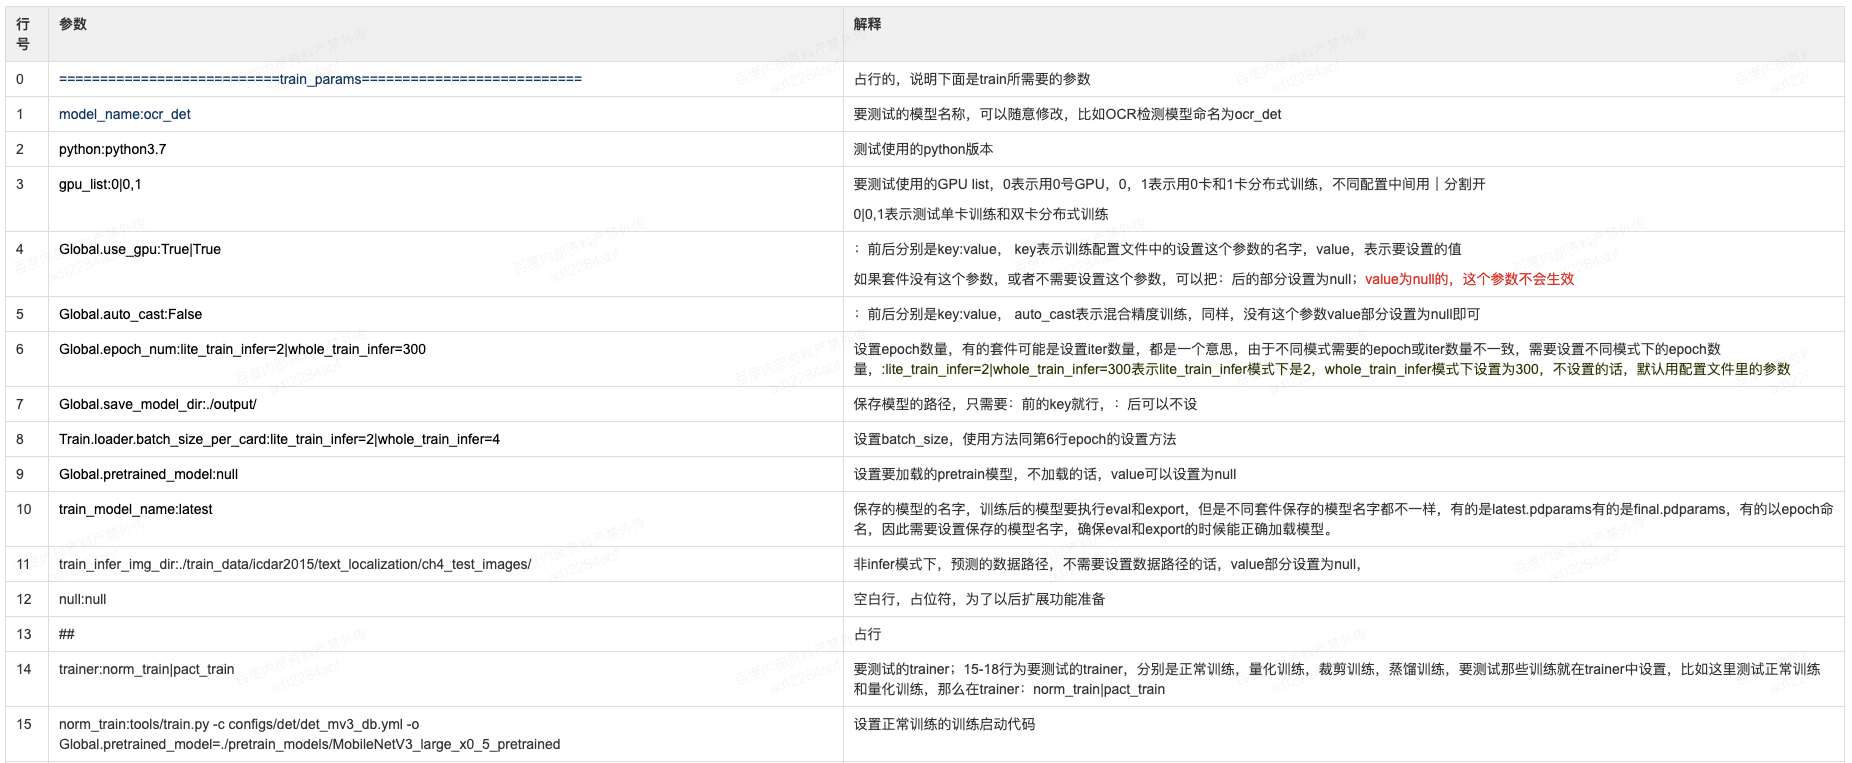 行号 参数 解释
0 ===========================train_params=========================== 占行的，说明下面是train所需要的参数
1 model_name:ocr_det 要测试的模型名称，可以随意修改，比如OCR检测模型命名为ocr_det
2 python:python3.7 测试使用的python版本
3 gpu_list:0|0,1 要测试使用的GPU list，0表示用0号GPU，0，1表示用0卡和1卡分布式训练，不同配置中间用｜分割开
0|0,1表示测试单卡训练和双卡分布式训练
4 Global.use_gpu:True|True ：前后分别是key:value， key表示训练配置文件中的设置这个参数的名字，value，表示要设置的值
如果套件没有这个参数，或者不需要设置这个参数，可以把：后的部分设置为null；value为null的，这个参数不会生效
5 Global.auto_cast:False ：前后分别是key:value， auto_cast表示混合精度训练，同样，没有这个参数value部分设置为null即可
6 Global.epoch_num:lite_train_infer=2|whole_train_infer=300 设置epoch数量，有的套件可能是设置iter数量，都是一个意思，由于不同模式需要的epoch或iter数量不一致，需要设置不同模式下的epoch数
量，:lite_train_infer=2|whole_train_infer=300表示lite_train_infer模式下是2，whole_train_infer模式下设置为300，不设置的话，默认用配置文件里的参数
7 Global.save_model_dir:./output/ 保存模型的路径，只需要：前的key就行，：后可以不设
8 Train.loader.batch_size_per_card:lite_train_infer=2|whole_train_infer=4 设置batch_size，使用方法同第6行epoch的设置方法
9 Global.pretrained_model:null 设置要加载的pretrain模型，不加载的话，value可以设置为null
10 train_model_name:latest 保存的模型的名字，训练后的模型要执行eval和export，但是不同套件保存的模型名字都不一样，有的是latest.pdparams有的是final.pdparams，有的以epoch命
名，因此需要设置保存的模型名字，确保eval和export的时候能正确加载模型。
11 train_infer_img_dir:./train_data/icdar2015/text_localization/ch4_test_images/ 非infer模式下，预测的数据路径，不需要设置数据路径的话，value部分设置为null，
12 null:null 空白行，占位符，为了以后扩展功能准备
13 ## 占行
14 trainer:norm_train|pact_train 要测试的trainer；15-18行为要测试的trainer，分别是正常训练，量化训练，裁剪训练，蒸馏训练，要测试那些训练就在trainer中设置，比如这里测试正常训练
和量化训练，那么在trainer：norm_train|pact_train
15 norm_train:tools/train.py -c configs/det/det_mv3_db.yml -o 设置正常训练的训练启动代码
Global.pretrained_model=./pretrain_models/MobileNetV3_large_x0_5_pretrained
百度内部资料严禁外传
ad12284abf